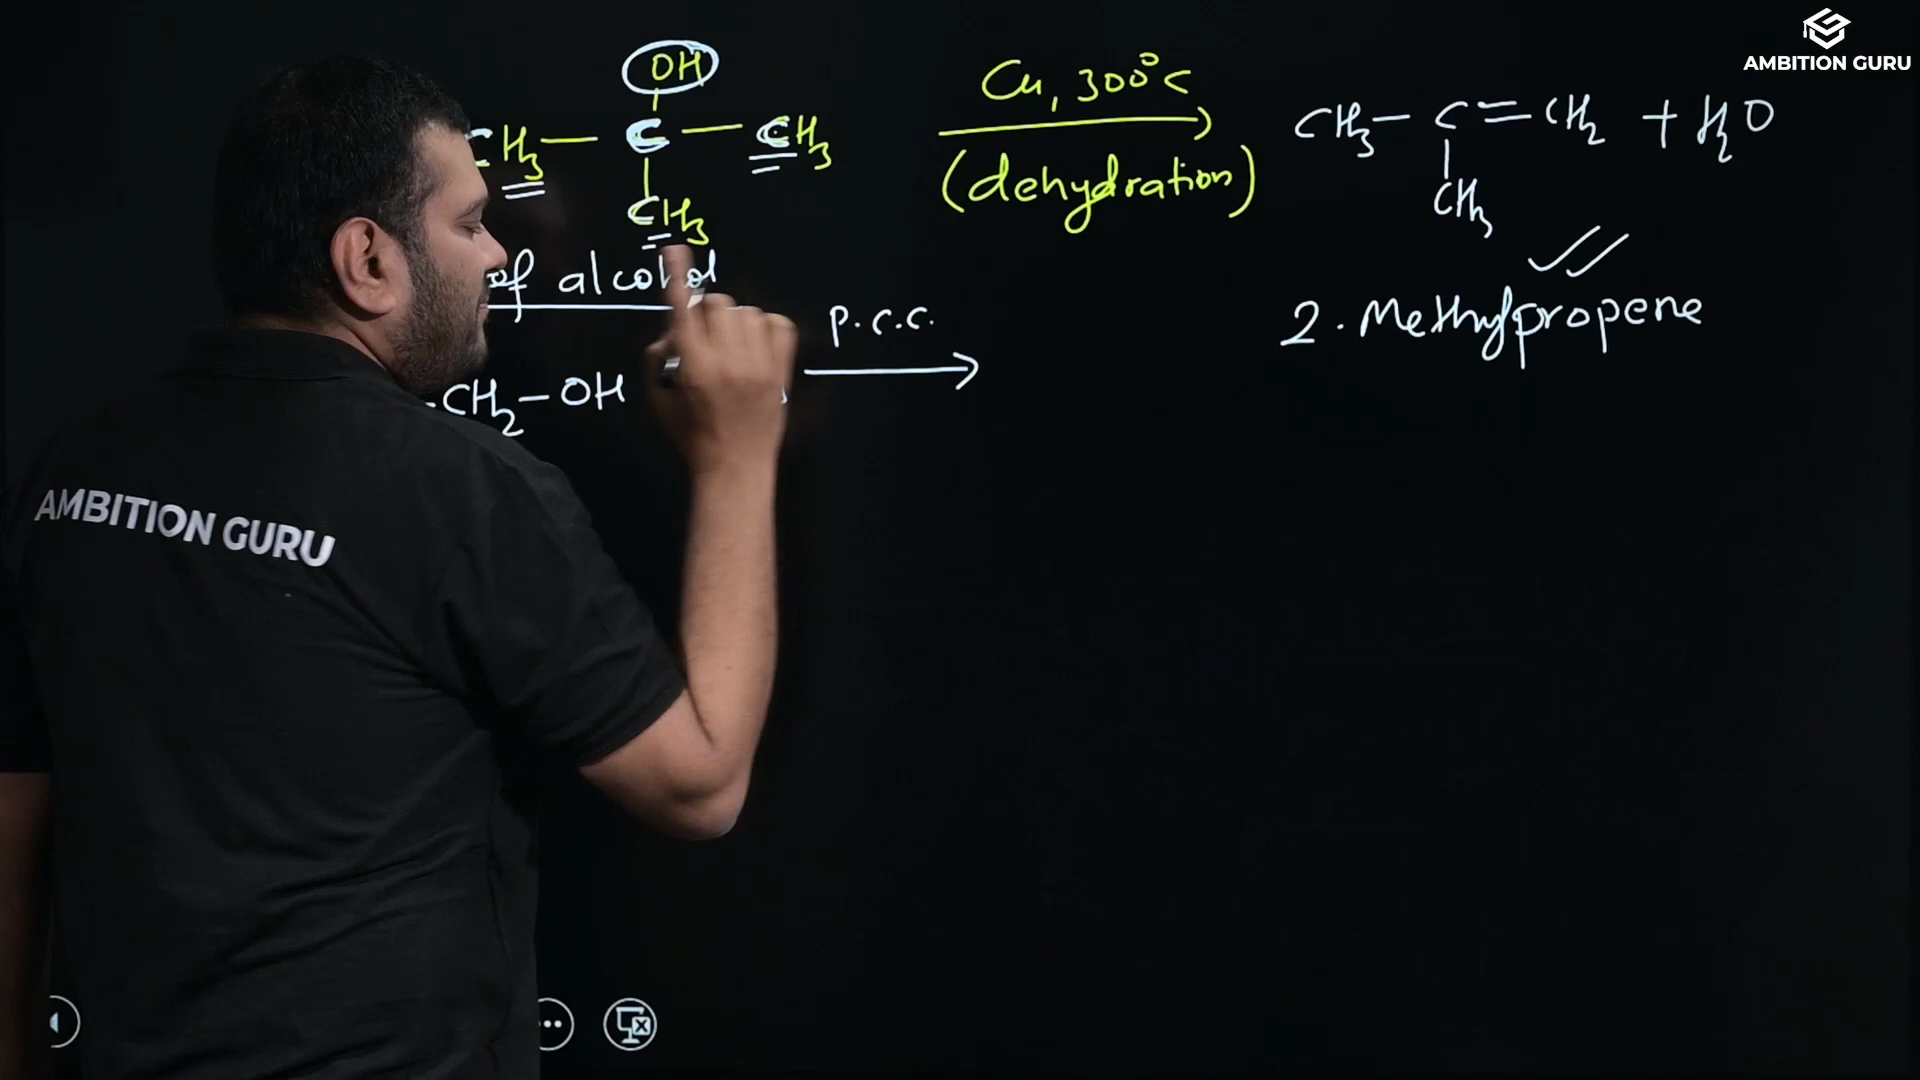 AMBITION GURU
OH
CH3 — C — CH3
CH3
Cu, 300°C
(dehydration)
CH3 — C = CH2 + H2O
CH3
2. Methylpropene
of alcohol
- CH2 - OH
P.C.C.
AMBITION GURU